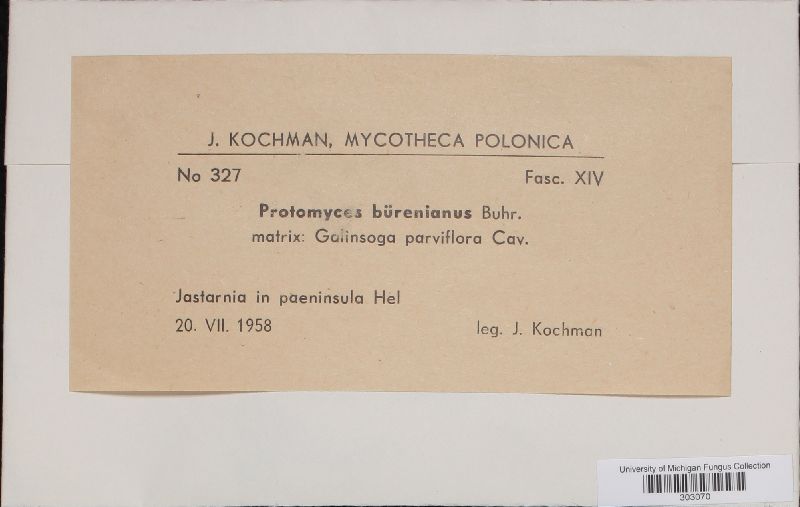 J. KOCHMAN, MYCOTHECA POLONICA
No 327 Fasc. XIV
Protomyces bürenianus Buhr.
matrix: Galinsoga parviflora Cav.
Jastarnia in paeninsula Hel
20. VII. 1958 leg. J. Kochman
University of Michigan Fungus Collection
303070